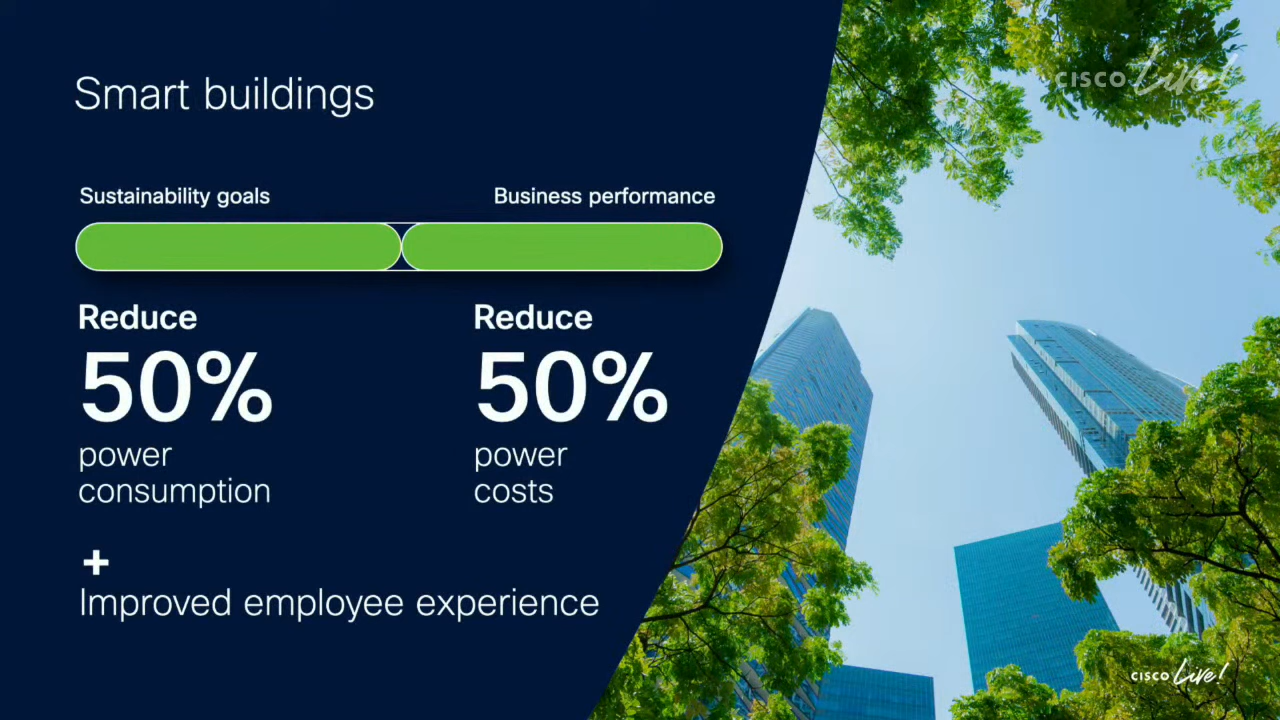 Smart buildings
CISCO Live!
Sustainability goals
Business performance
Reduce
50%
power
consumption
Reduce
50%
power
costs
+
Improved employee experience
CISCO Live!